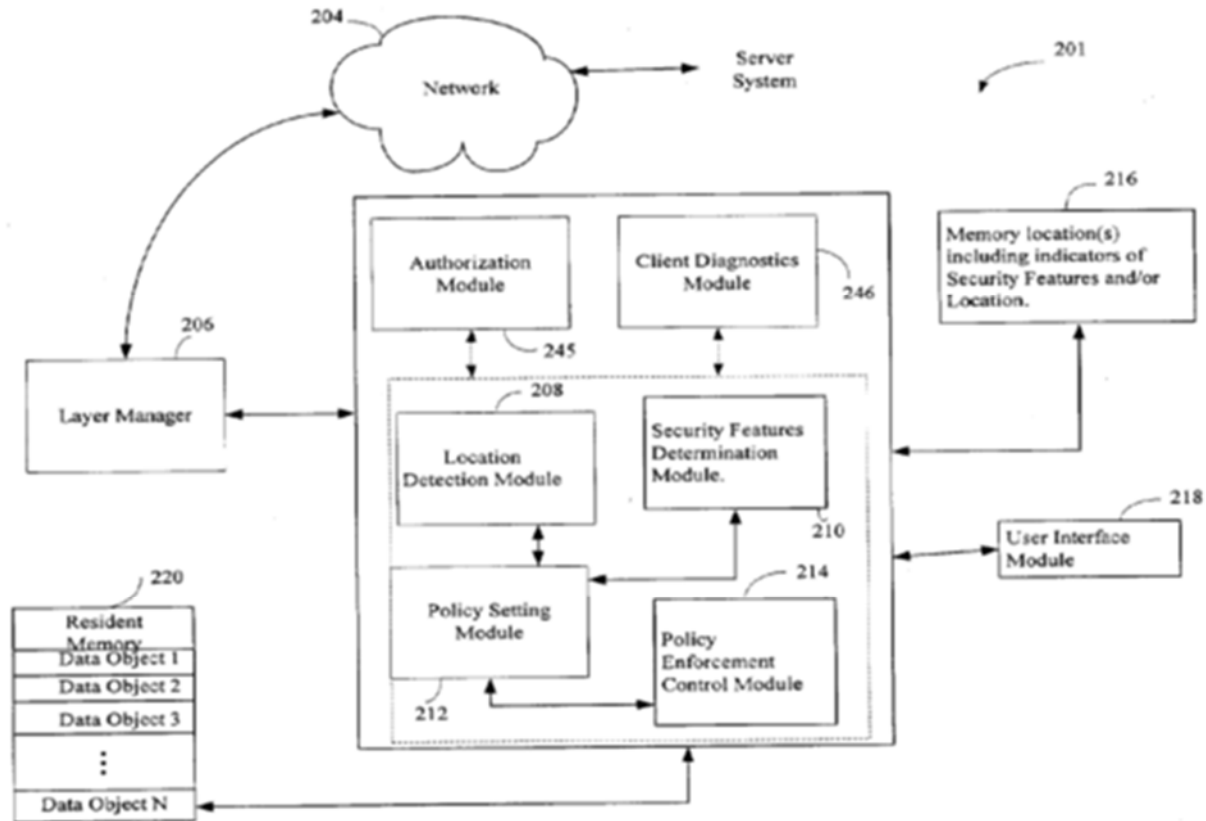 204
Network
Server
System
201
216
Memory location(s)
including indicators of
Security Features and/or
Location.
Authorization
Module
245
Client Diagnostics
Module
246
206
Layer Manager
208
Location
Detection Module
Security Features
Determination
Module.
210
218
User Interface
Module
220
Resident
Memory
Data Object 1
Data Object 2
Data Object 3
Data Object N
Policy Setting
Module
212
214
Policy
Enforcement
Control Module